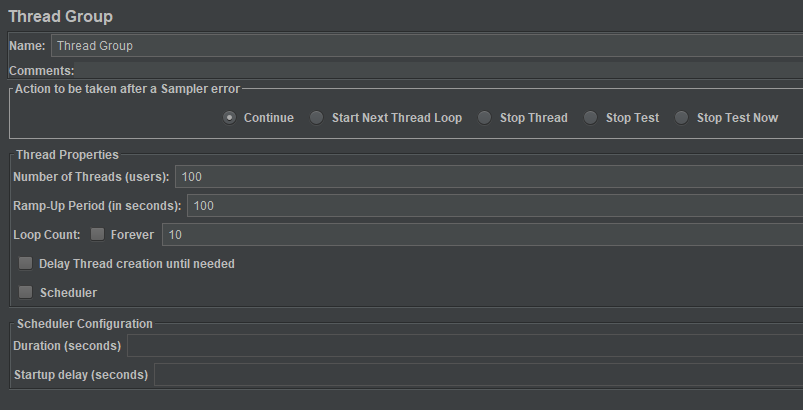 Thread Group
Name: Thread Group
Comments:
Action to be taken after a Sampler error
Continue Start Next Thread Loop Stop Thread Stop Test Stop Test Now
Thread Properties
Number of Threads (users): 100
Ramp-Up Period (in seconds): 100
Loop Count: Forever 10
Delay Thread creation until needed
Scheduler
Scheduler Configuration
Duration (seconds)
Startup delay (seconds)